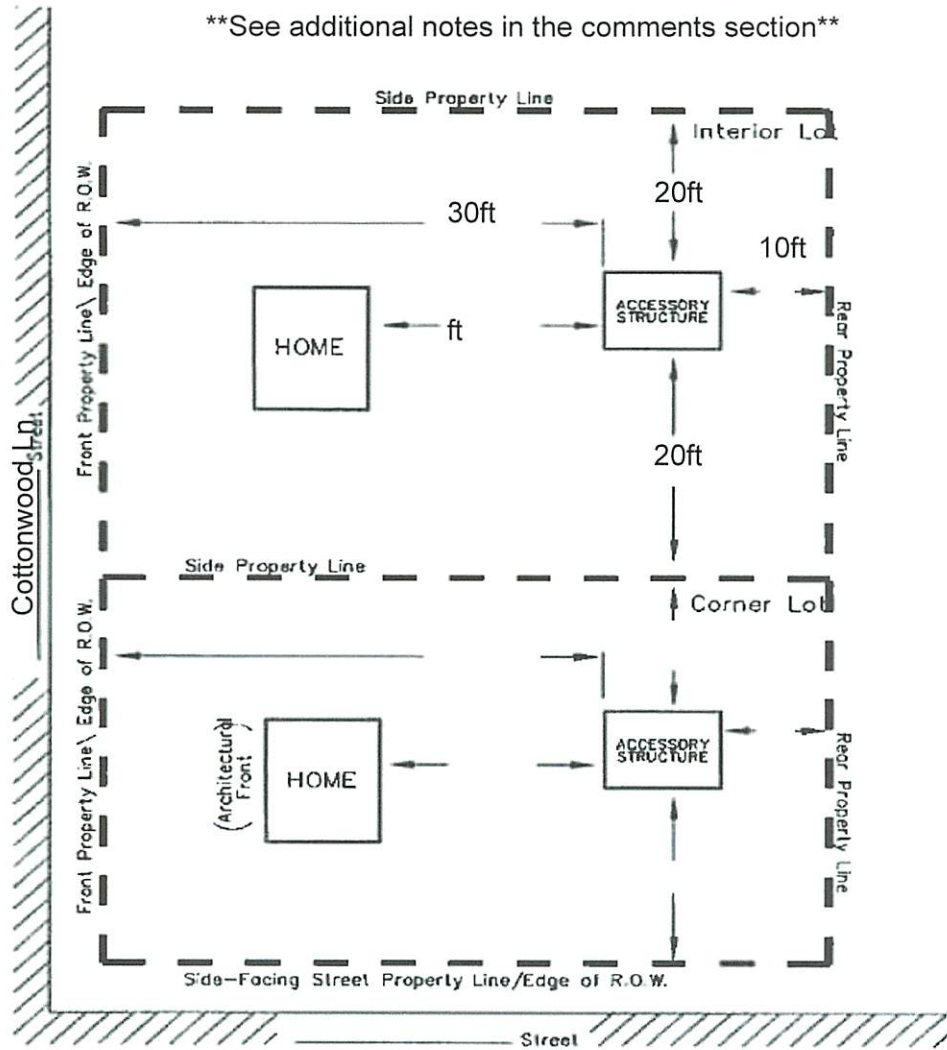 **See additional notes in the comments section**
Side Property Line
Interior Lot
20ft
30ft
10ft
Front Property Line\ Edge of R.O.W.
HOME
ft
ACCESSORY
STRUCTURE
Rear Property Line
20ft
Cottonwood Ln
Street
Side Property Line
Corner Lot
Front Property Line\ Edge of R.O.W.
(Architectural
Front)
HOME
ACCESSORY
STRUCTURE
Rear Property Line
Side-Facing Street Property Line/Edge of R.O.W.
Street